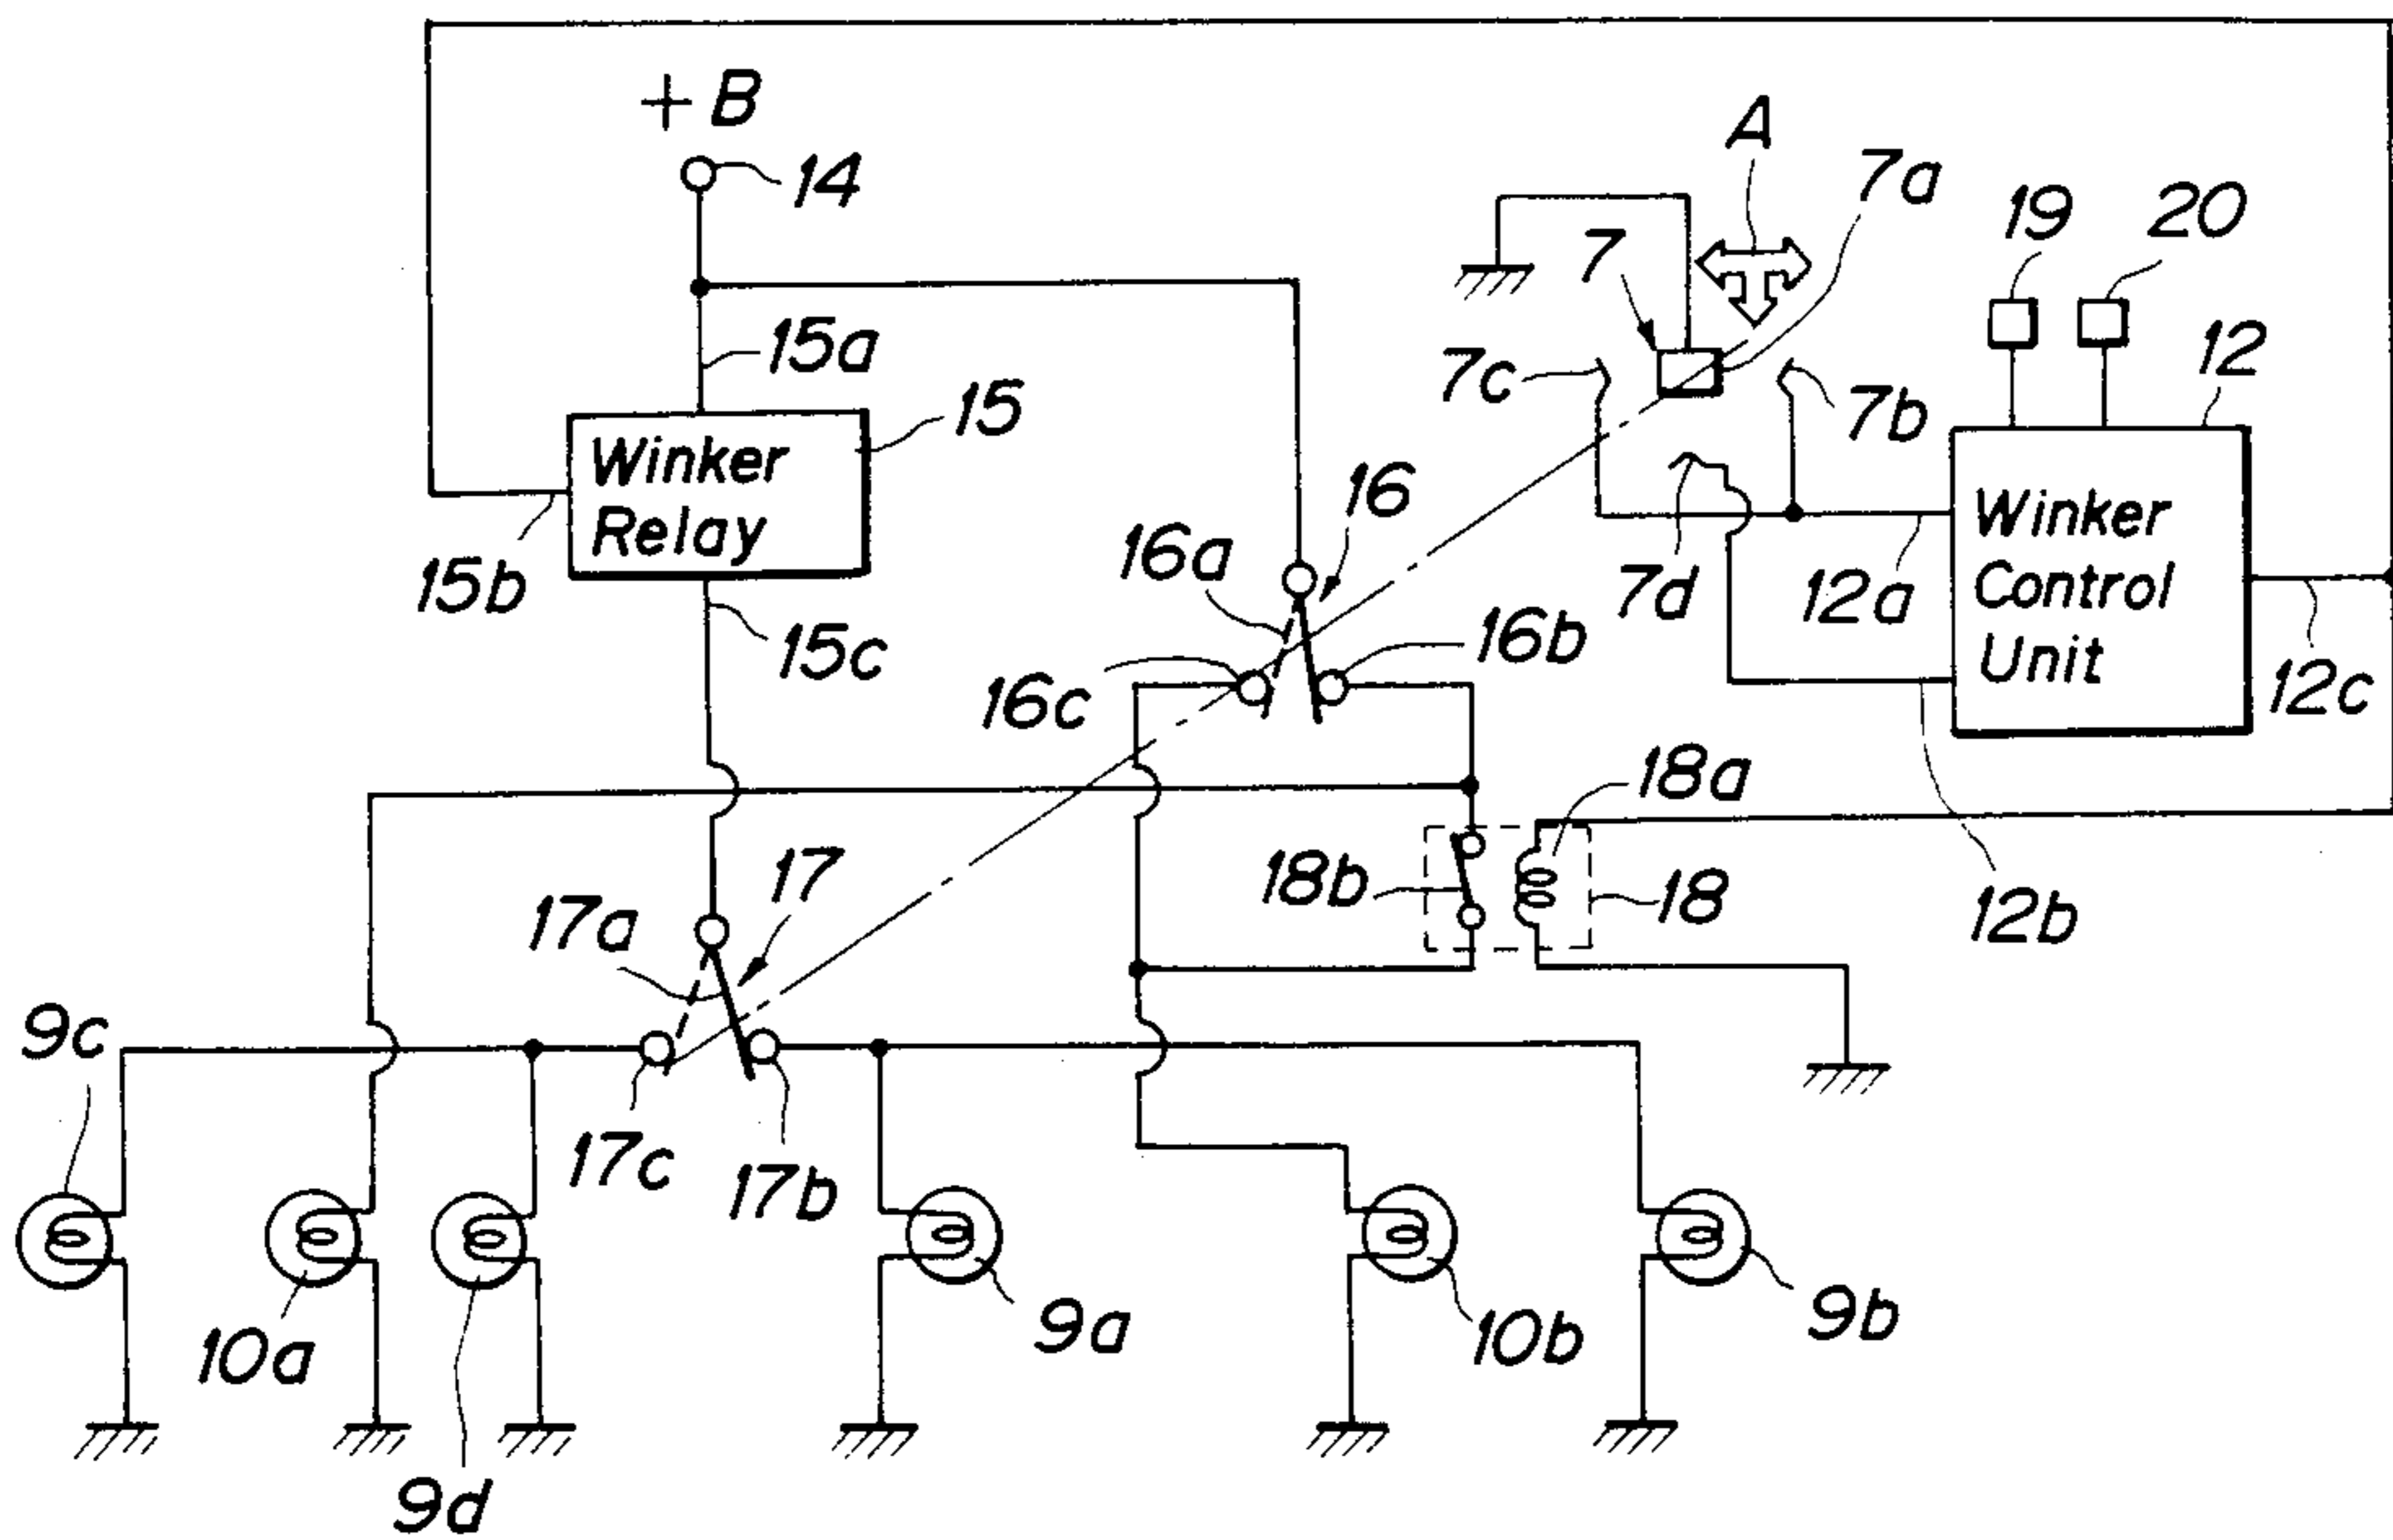 +B
14
A
7a
19
20
7
7c
7b
12
15a
15
Winker
Relay
15b
15c
16
16a
16b
16c
7d
12a
Winker
Control
Unit
12c
18a
18b
18
12b
17
17a
9c
17c
17b
10a
9d
9a
10b
9b